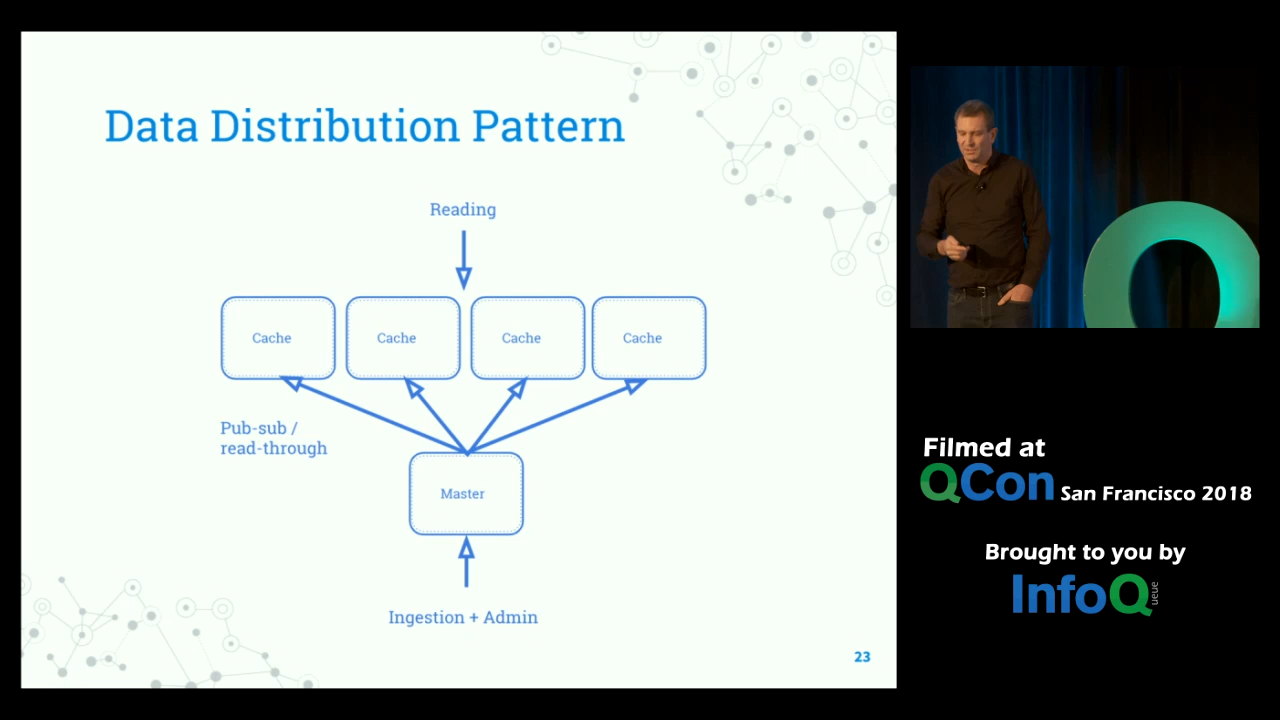 Data Distribution Pattern
Reading
Cache
Cache
Cache
Cache
Pub-sub /
read-through
Master
Ingestion + Admin
23
Filmed at
QCon San Francisco 2018
Brought to you by
InfoQ
ueue